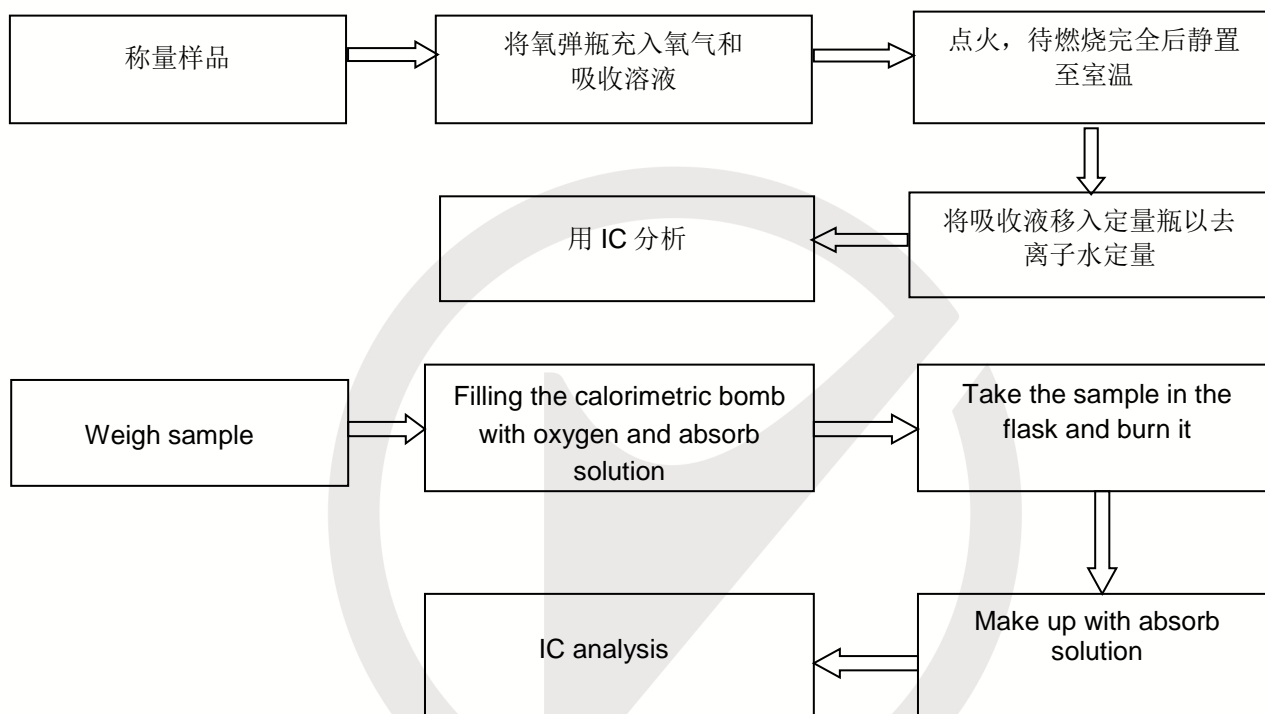 称量样品
将氧弹瓶充入氧气和
吸收溶液
点火，待燃烧完全后静置
至室温
将吸收液移入定量瓶以去
离子水定量
用 IC 分析
Weigh sample
Filling the calorimetric bomb
with oxygen and absorb
solution
Take the sample in the
flask and burn it
Make up with absorb
solution
IC analysis